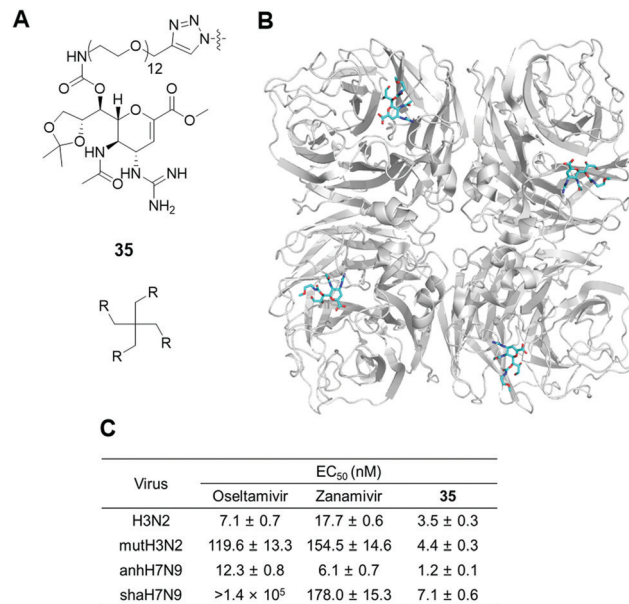 A
B
N=N
N
HN
O
12
O
O
O
O
O
O
O
HN
HN
NH
O
NH₂
35
R
R
R
R
C
Virus EC₅₀ (nM)
Oseltamivir Zanamivir 35
H3N2 7.1 ± 0.7 17.7 ± 0.6 3.5 ± 0.3
mutH3N2 119.6 ± 13.3 154.5 ± 14.6 4.4 ± 0.3
anhH7N9 12.3 ± 0.8 6.1 ± 0.7 1.2 ± 0.1
shaH7N9 >1.4 × 10⁵ 178.0 ± 15.3 7.1 ± 0.6